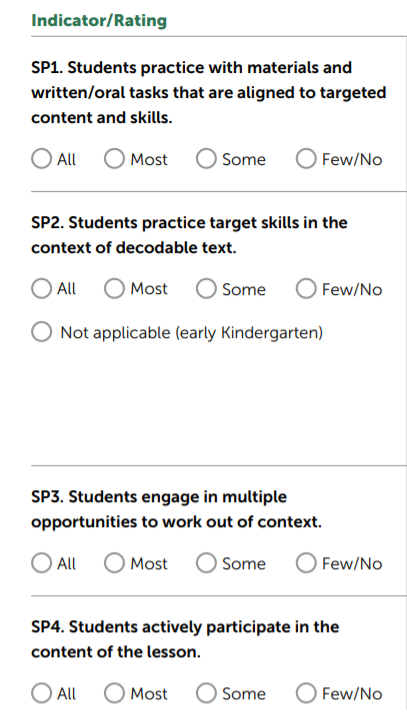 Indicator/Rating
SP1. Students practice with materials and
written/oral tasks that are aligned to targeted
content and skills.
All Most Some Few/No
SP2. Students practice target skills in the
context of decodable text.
All Most Some Few/No
Not applicable (early Kindergarten)
SP3. Students engage in multiple
opportunities to work out of context.
All Most Some Few/No
SP4. Students actively participate in the
content of the lesson.
All Most Some Few/No